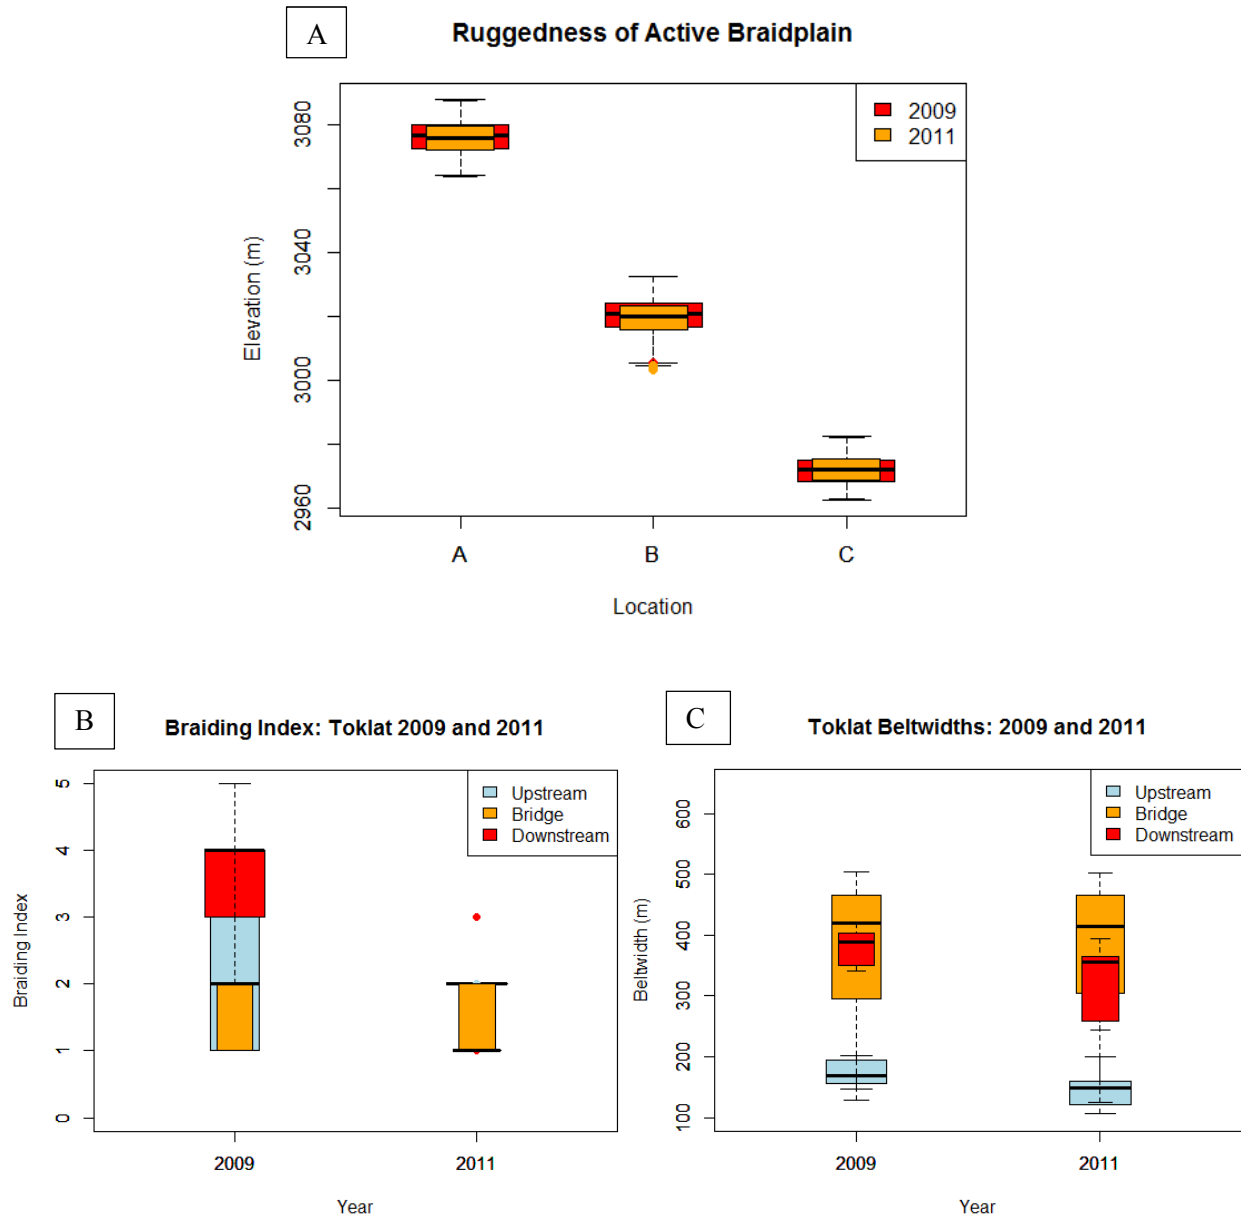 A
Ruggedness of Active Braidplain
2009
2011
3080
3040
3000
2960
Elevation (m)
A B C
Location
B
Braiding Index: Toklat 2009 and 2011
Upstream
Bridge
Downstream
5
4
3
2
1
0
Braiding Index
2009 2011
Year
C
Toklat Beltwidths: 2009 and 2011
Upstream
Bridge
Downstream
600
500
400
300
200
100
Beltwidth (m)
2009 2011
Year